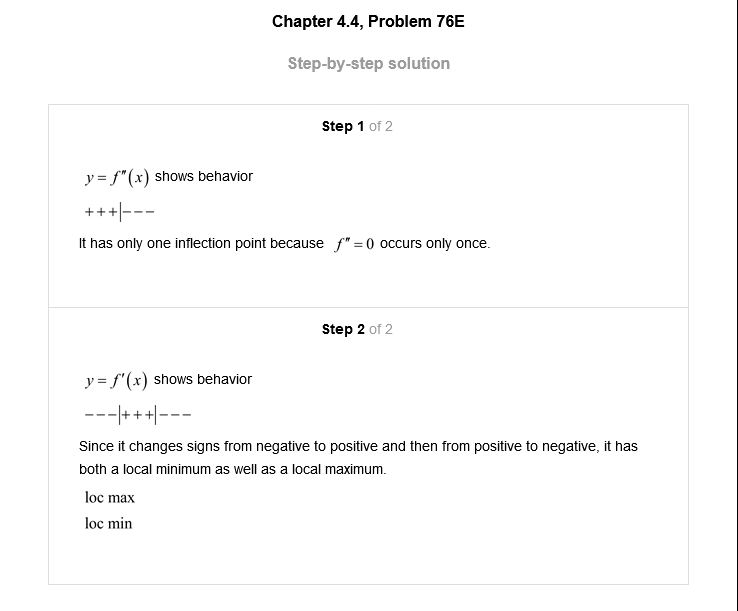 Chapter 4.4, Problem 76E
Step-by-step solution
Step 1 of 2
y = f″(x) shows behavior
+++|−−−
It has only one inflection point because f″ = 0 occurs only once.
Step 2 of 2
y = f′(x) shows behavior
−−−|+++|−−−
Since it changes signs from negative to positive and then from positive to negative, it has
both a local minimum as well as a local maximum.
loc max
loc min